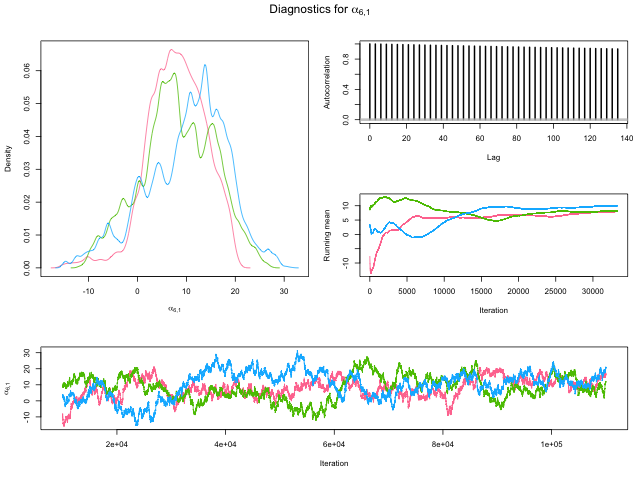 Diagnostics for α6,1
Density
0.00 0.01 0.02 0.03 0.04 0.05 0.06
-10 0 10 20 30
α6,1
Autocorrelation
0.0 0.4 0.8
0 20 40 60 80 100 120 140
Lag
Running mean
-10 0 5 10
0 5000 10000 15000 20000 25000 30000
Iteration
α6,1
-10 0 10 20 30
2e+04 4e+04 6e+04 8e+04 1e+05
Iteration